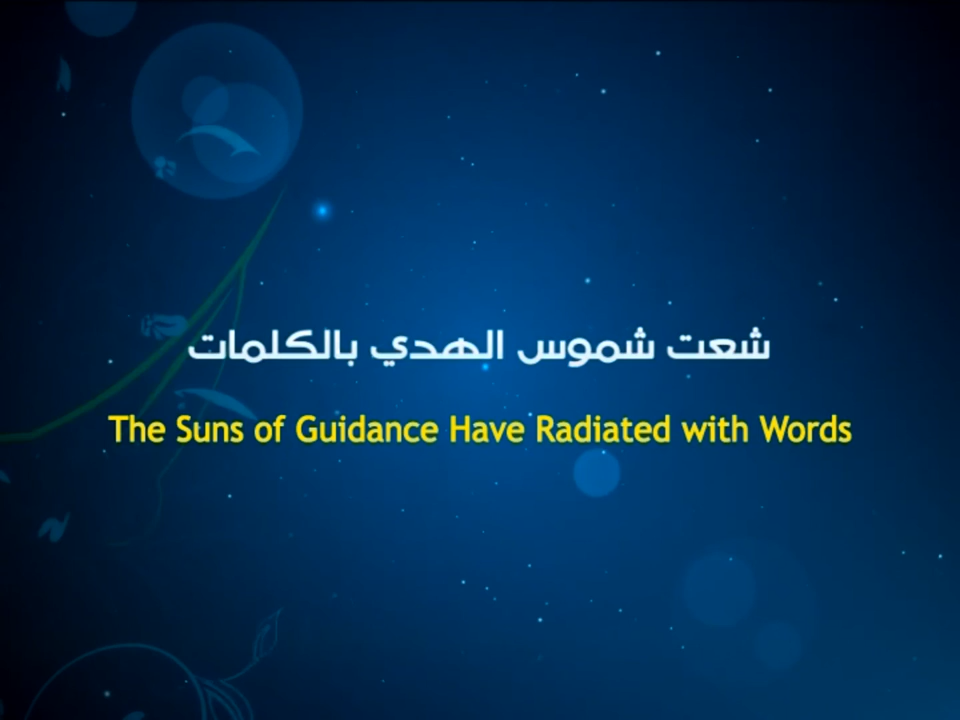 شعت شموس الهدي بالكلمات
The Suns of Guidance Have Radiated with Words